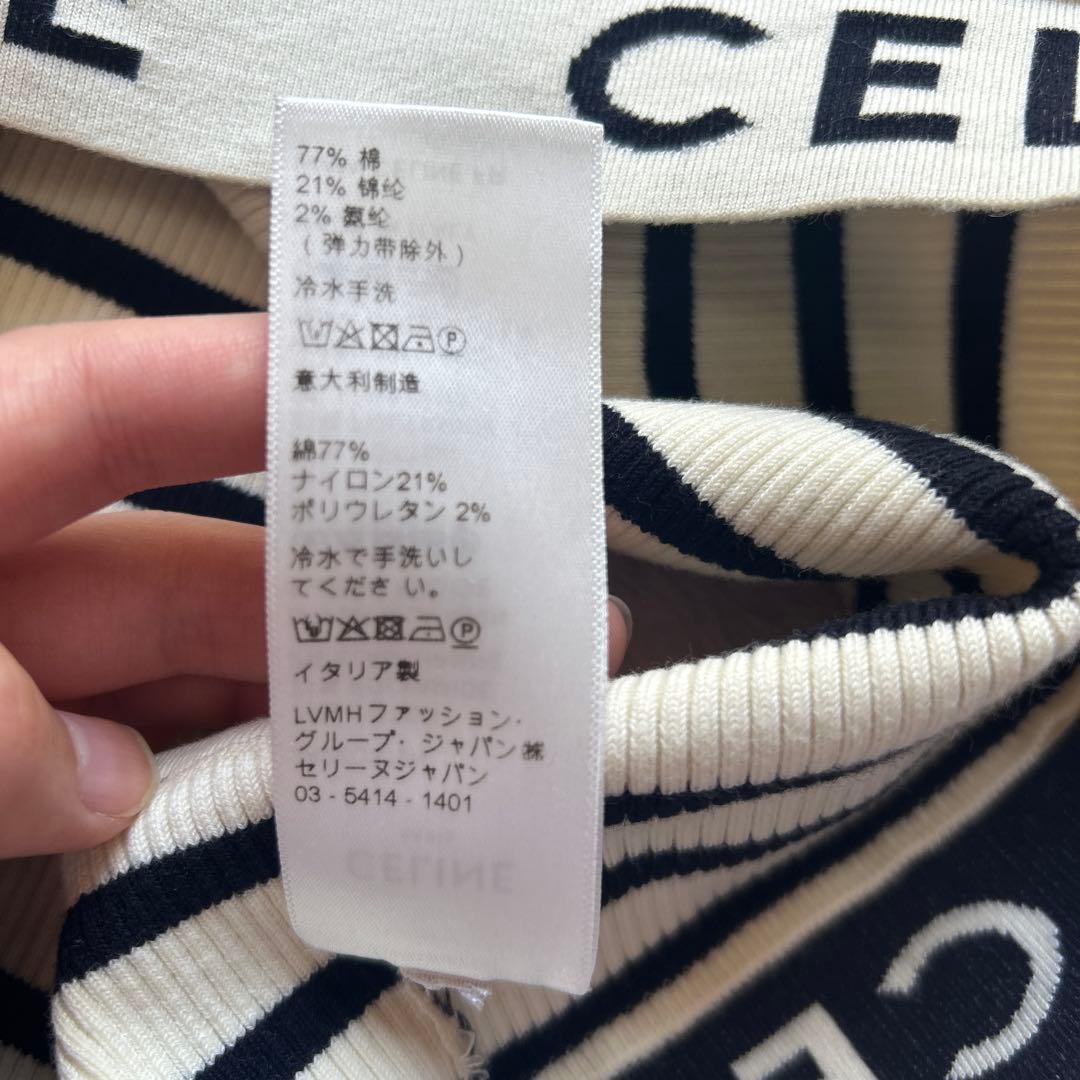 E
CEL
77% 棉
21% 锦纶
2% 氨纶
( 弹力带除外 )
冷水手洗
意大利制造
綿77%
ナイロン21%
ポリウレタン 2%
冷水で手洗いし
てくださ い。
イタリア製
LVMHファッション・
グループ・ジャパン㈱
セリーヌジャパン
03 - 5414 - 1401
CELINE
C
E